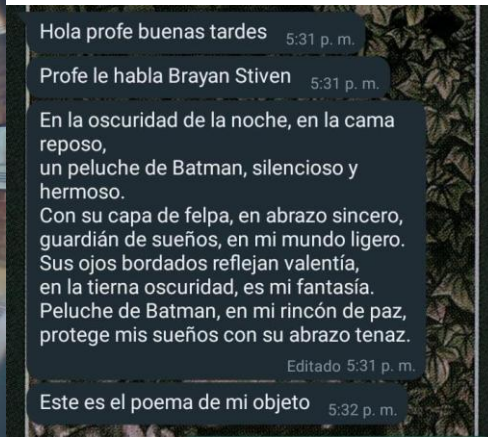 Hola profe buenas tardes 5:31 p. m.
Profe le habla Brayan Stiven 5:31 p. m.
En la oscuridad de la noche, en la cama
reposo,
un peluche de Batman, silencioso y
hermoso.
Con su capa de felpa, en abrazo sincero,
guardián de sueños, en mi mundo ligero.
Sus ojos bordados reflejan valentía,
en la tierna oscuridad, es mi fantasía.
Peluche de Batman, en mi rincón de paz,
protege mis sueños con su abrazo tenaz.
Editado 5:31 p. m.
Este es el poema de mi objeto 5:32 p. m.